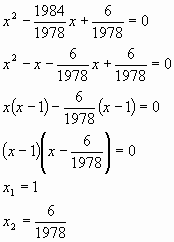 x² − 1984/1978 x + 6/1978 = 0
x² − x − 6/1978 x + 6/1978 = 0
x(x − 1) − 6/1978 (x − 1) = 0
(x − 1)(x − 6/1978) = 0
x₁ = 1
x₂ = 6/1978